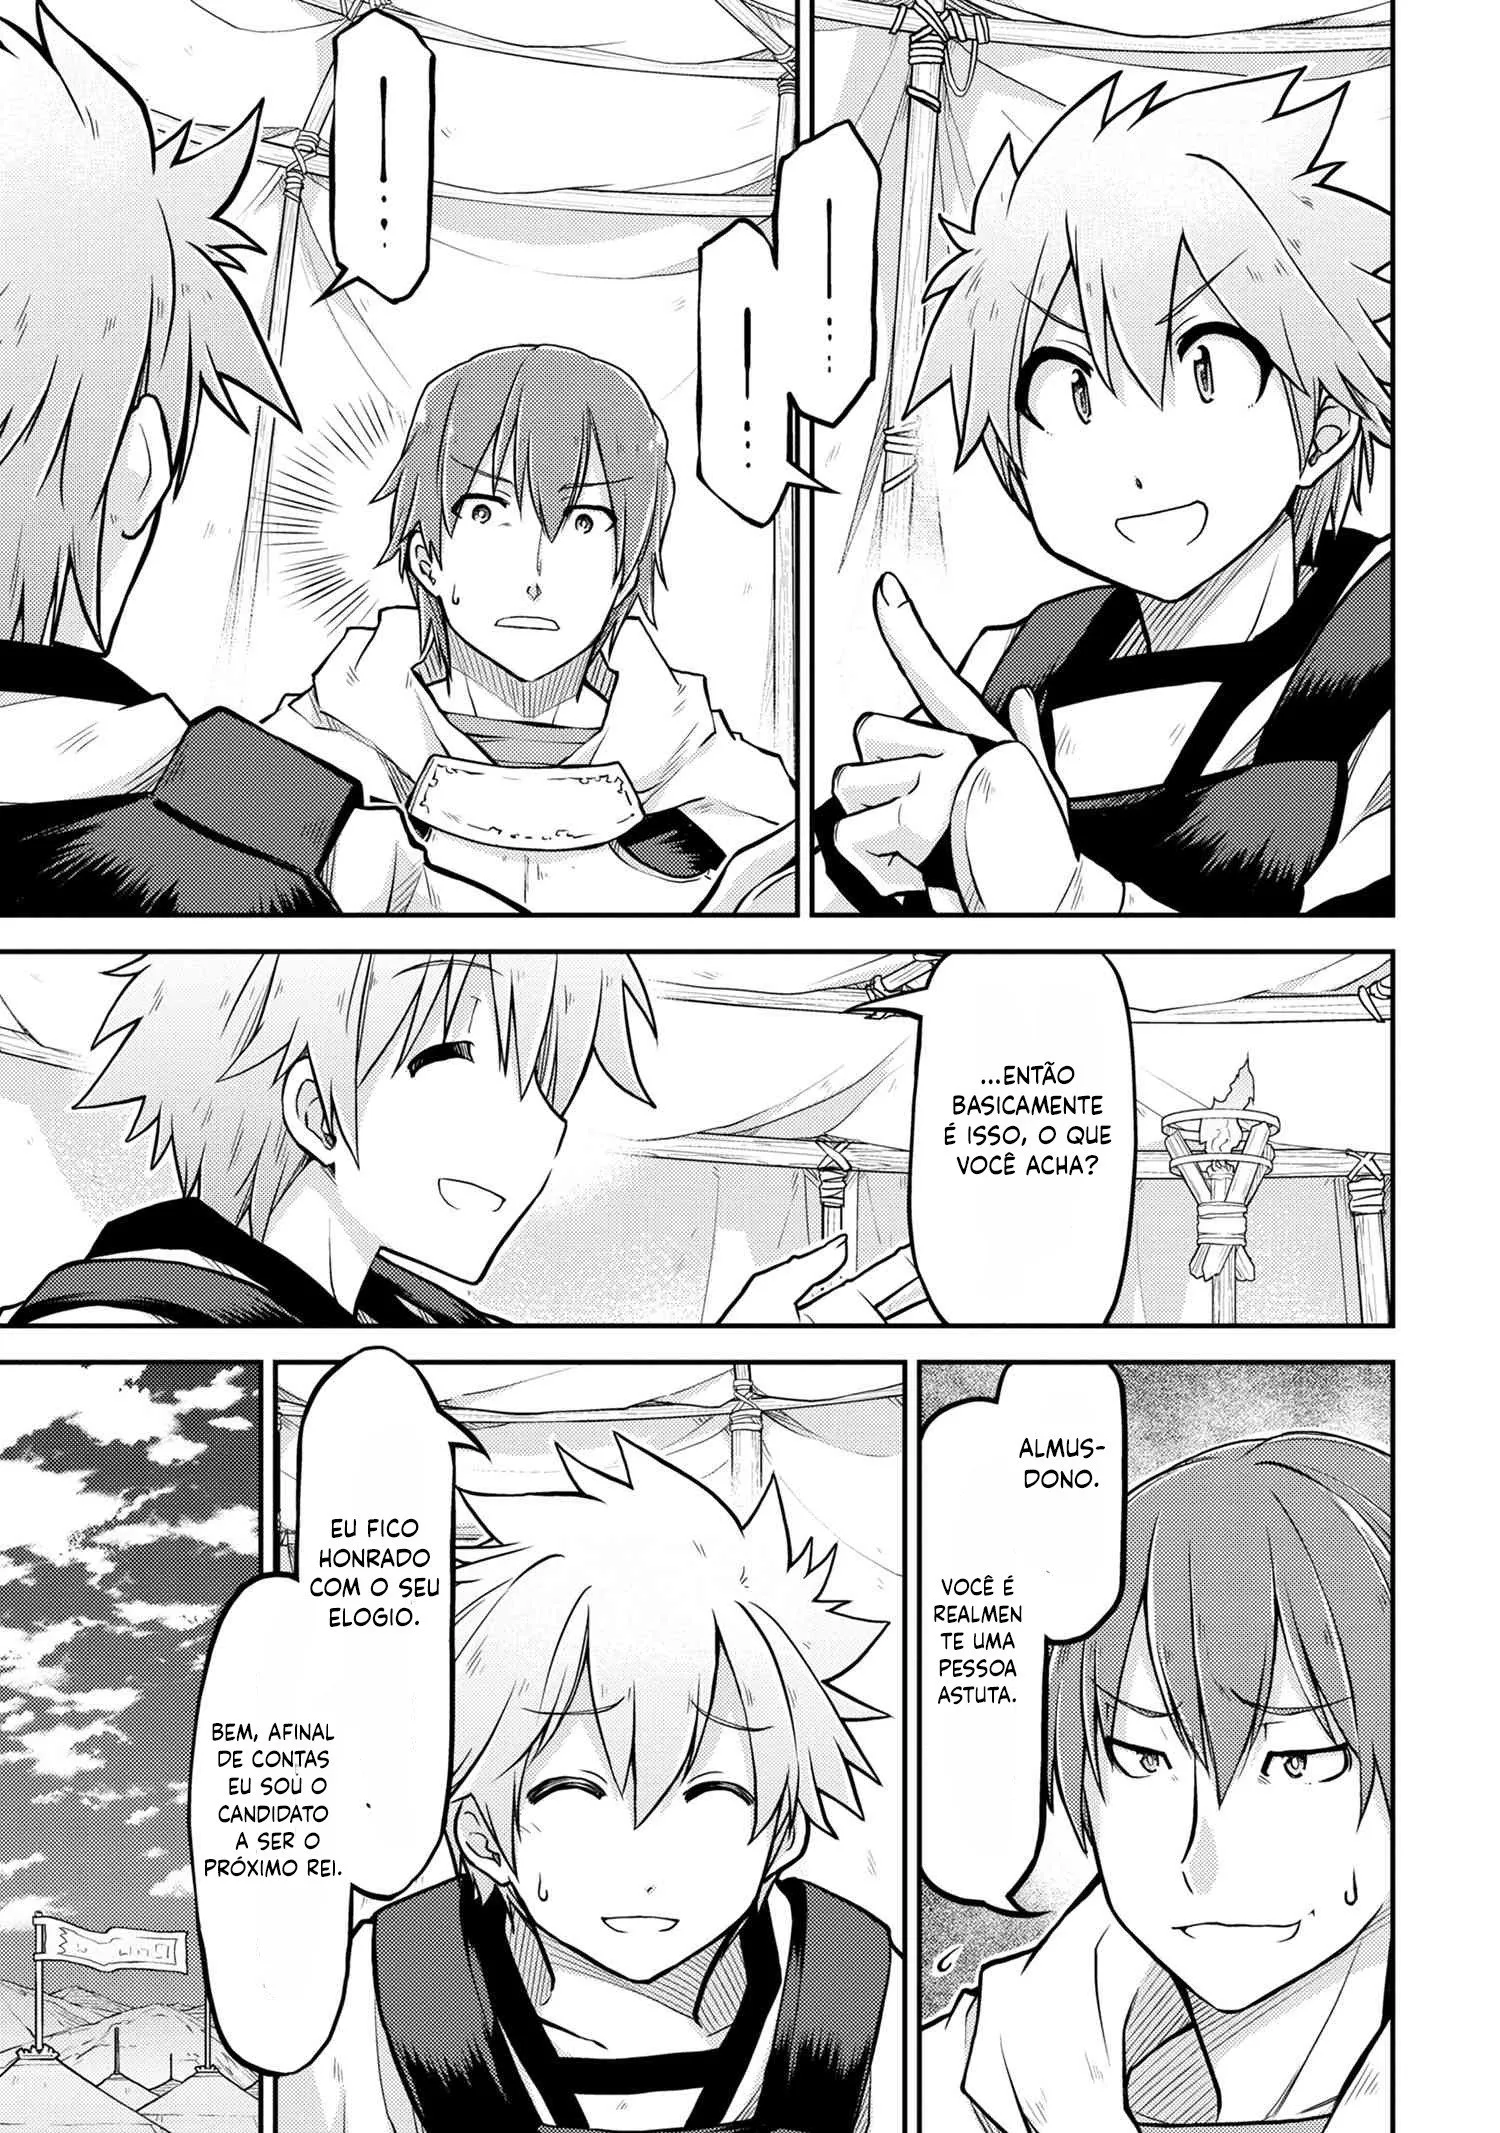 ...ENTÃO
BASICAMENTE
É ISSO, O QUE
VOCÊ ACHA?
ALMUS-
DONO.
VOCÊ É
REALMEN
TE UMA
PESSOA
ASTUTA.
EU FICO
HONRADO
COM O SEU
ELOGIO.
BEM, AFINAL
DE CONTAS
EU SOU O
CANDIDATO
A SER O
PRÓXIMO REI.